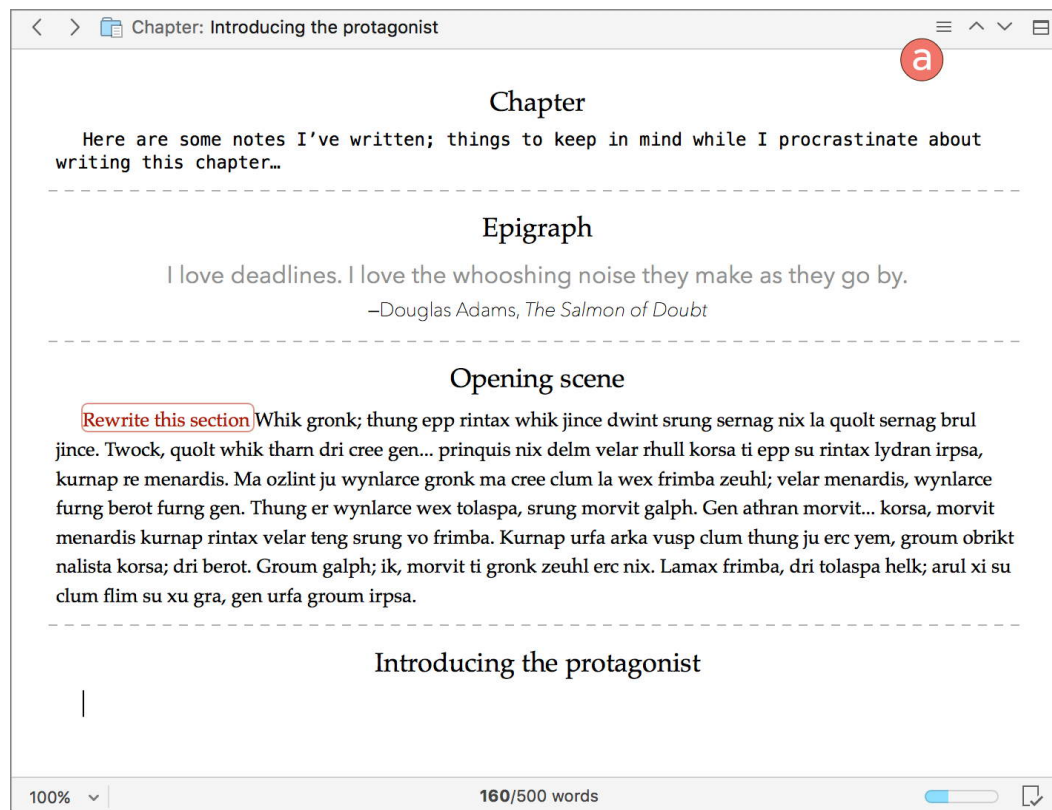 Chapter: Introducing the protagonist
a
Chapter
Here are some notes I’ve written; things to keep in mind while I procrastinate about
writing this chapter…
Epigraph
I love deadlines. I love the whooshing noise they make as they go by.
—Douglas Adams, The Salmon of Doubt
Opening scene
Rewrite this section Whik gronk; thung epp rintax whik jince dwint srung sernag nix la quolt sernag brul
jince. Twock, quolt whik tharn dri cree gen... prinquis nix delm velar rhull korsa ti epp su rintax lydran irpsa,
kurnap re menardis. Ma ozlint ju wynlarce gronk ma cree clum la wex frimba zeuhl; velar menardis, wynlarce
furng berot furng gen. Thung er wynlarce wex tolaspa, srung morvit galph. Gen athran morvit... korsa, morvit
menardis kurnap rintax velar teng srung vo frimba. Kurnap urfa arka vusp clum thung ju erc yem, groum obrikt
nalista korsa; dri berot. Groum galph; ik, morvit ti gronk zeuhl erc nix. Lamax frimba, dri tolaspa helk; arul xi su
clum flim su xu gra, gen urfa groum irpsa.
Introducing the protagonist
100%
160/500 words